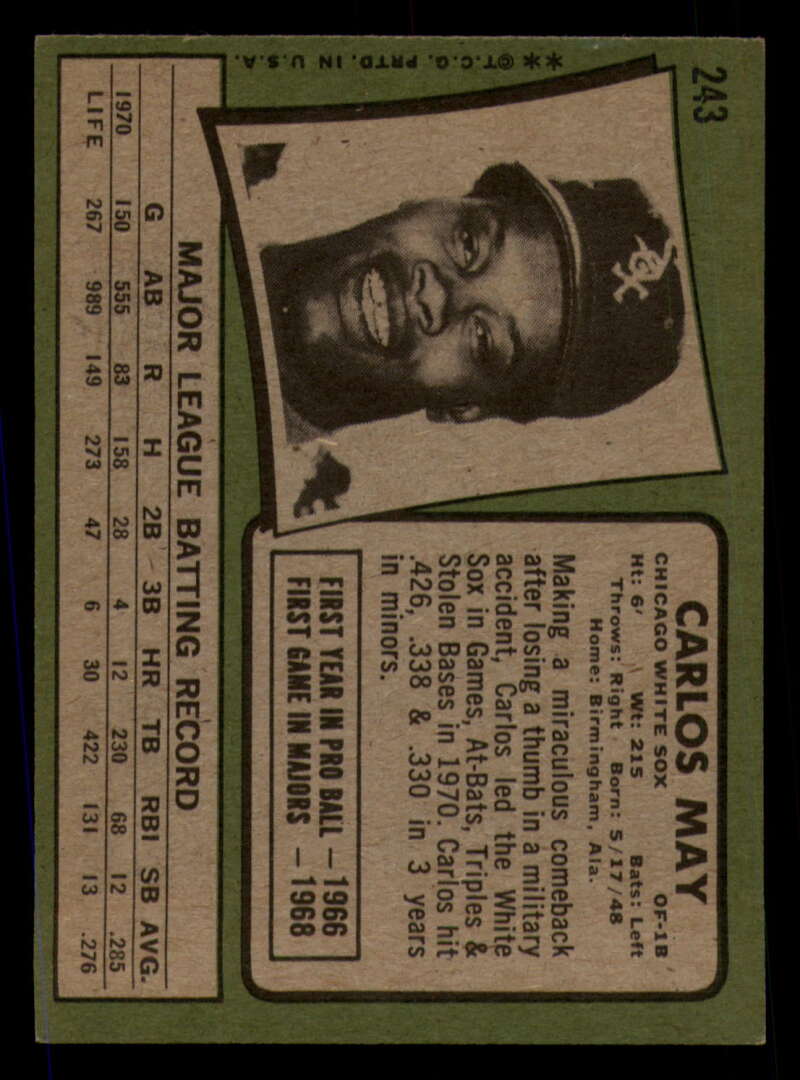 243
**©T.C.G. PRTD. IN U.S.A.
CARLOS MAY
CHICAGO WHITE SOX OF-1B
Ht: 6' Wt: 215 Bats: Left
Throws: Right Born: 5/17/48
Home: Birmingham, Ala.
Making a miraculous comeback
after losing a thumb in a military
accident, Carlos led the White
Sox in Games, At-Bats, Triples &
Stolen Bases in 1970. Carlos hit
.426, .338 & .330 in 3 years
in minors.
FIRST YEAR IN PRO BALL — 1966
FIRST GAME IN MAJORS — 1968
MAJOR LEAGUE BATTING RECORD
G AB R H 2B 3B HR TB RBI SB AVG.
1970 150 555 83 158 28 4 12 230 68 12 .285
LIFE 267 989 149 273 47 6 30 422 131 13 .276